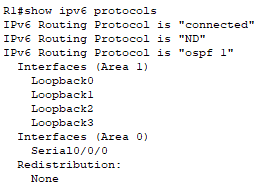 R1#show ipv6 protocols
IPv6 Routing Protocol is "connected"
IPv6 Routing Protocol is "ND"
IPv6 Routing Protocol is "ospf 1"
  Interfaces (Area 1)
    Loopback0
    Loopback1
    Loopback2
    Loopback3
  Interfaces (Area 0)
    Serial0/0/0
  Redistribution:
    None